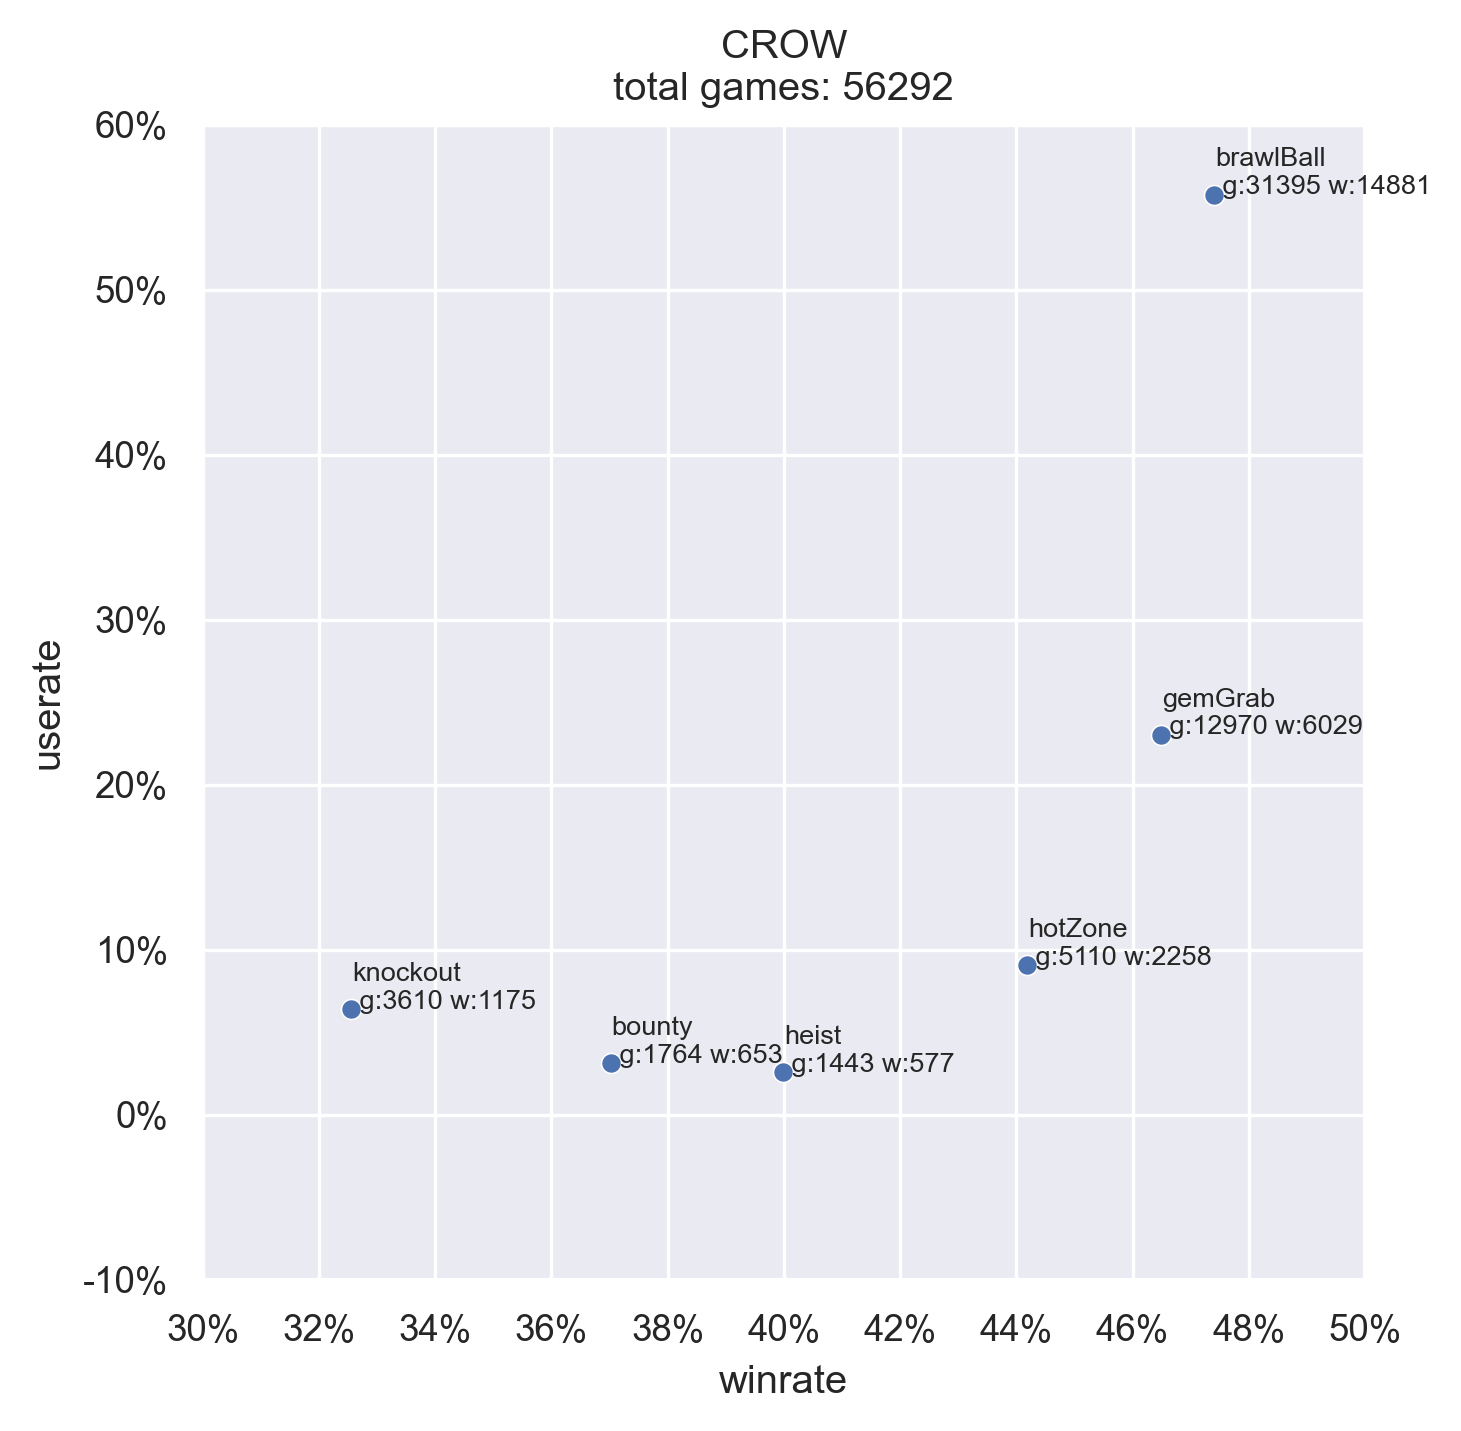 CROW
total games: 56292
60%
50%
40%
30%
20%
10%
0%
-10%
userate
brawlBall
g:31395 w:14881
gemGrab
g:12970 w:6029
hotZone
g:5110 w:2258
knockout
g:3610 w:1175
bounty
g:1764 w:653
heist
g:1443 w:577
30% 32% 34% 36% 38% 40% 42% 44% 46% 48% 50%
winrate